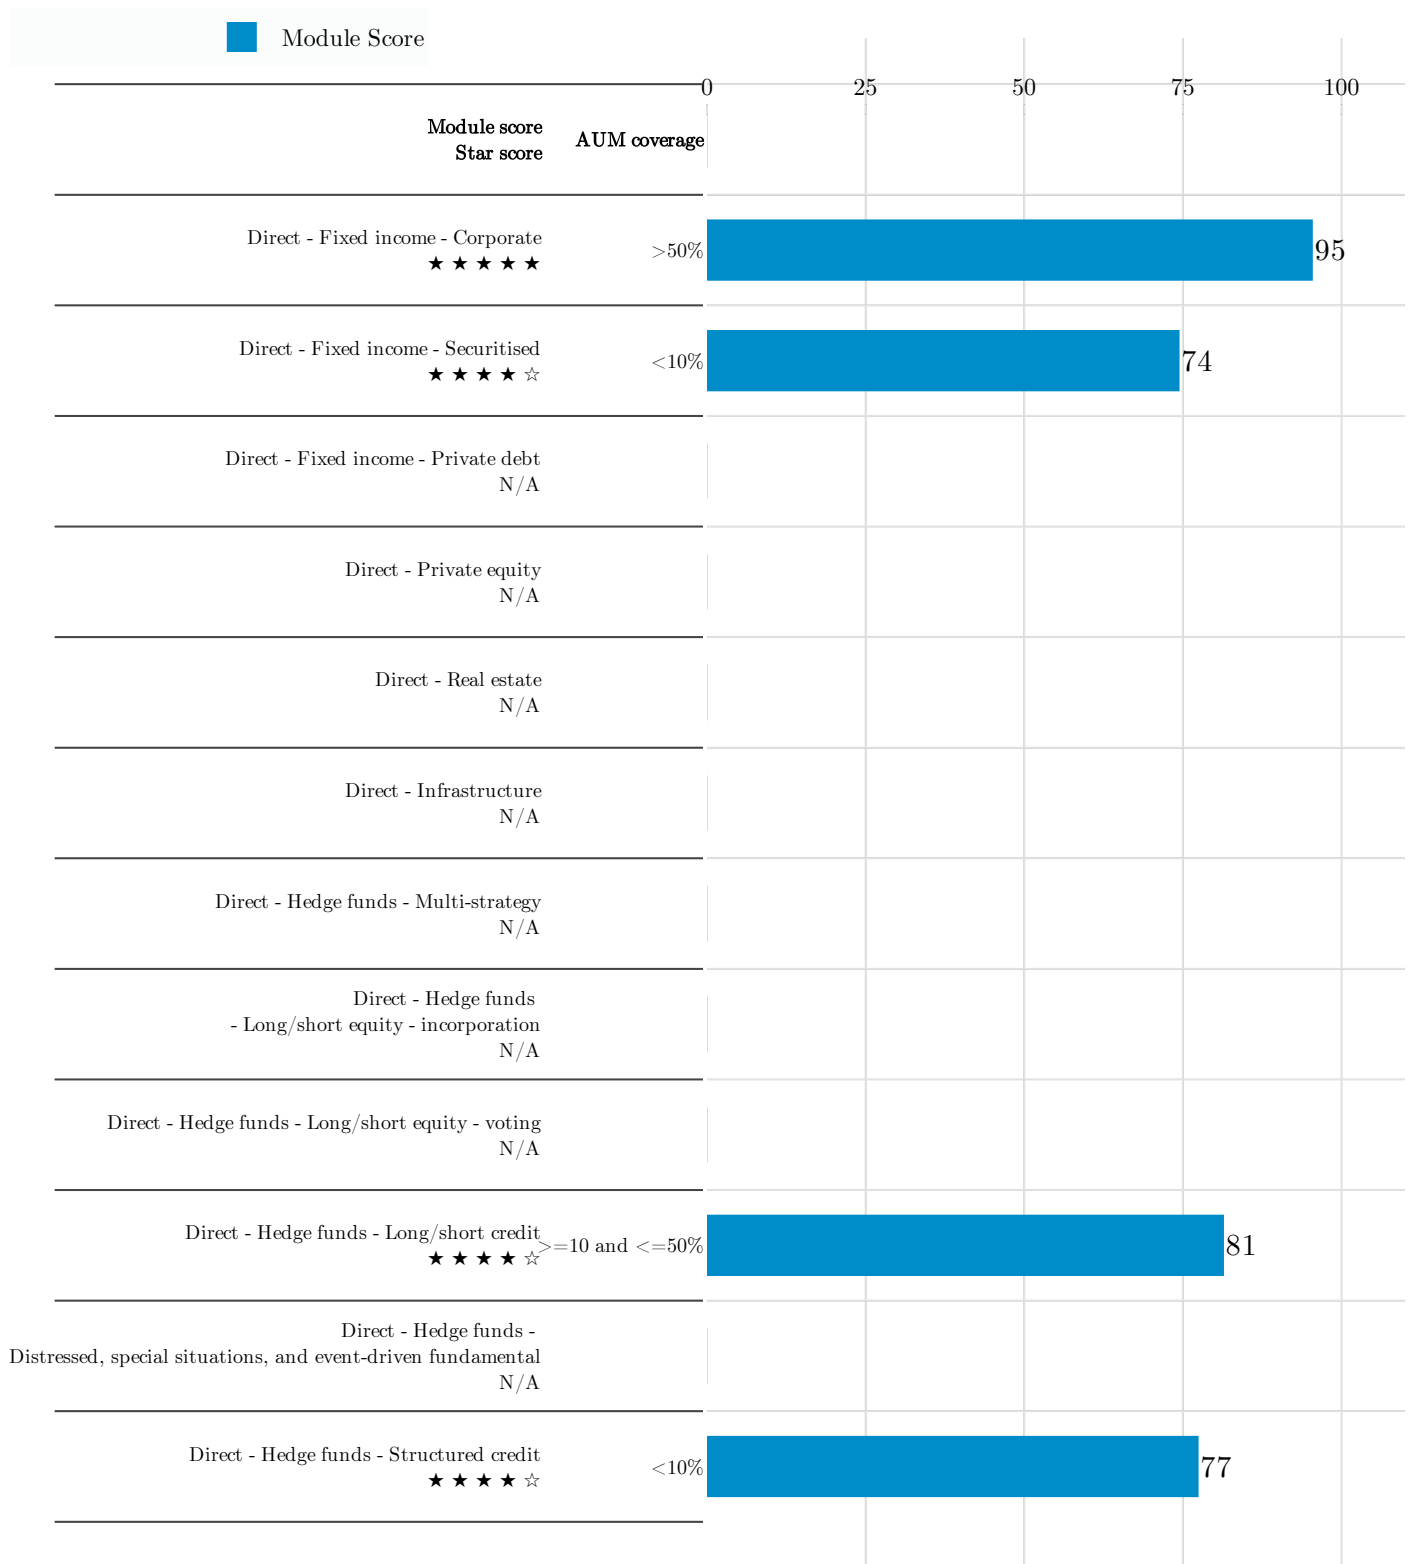 Module Score
0 25 50 75 100
Module score
Star score
AUM coverage
Direct - Fixed income - Corporate
★ ★ ★ ★ ★
>50%
95
Direct - Fixed income - Securitised
★ ★ ★ ★ ☆
<10%
74
Direct - Fixed income - Private debt
N/A
Direct - Private equity
N/A
Direct - Real estate
N/A
Direct - Infrastructure
N/A
Direct - Hedge funds - Multi-strategy
N/A
Direct - Hedge funds
- Long/short equity - incorporation
N/A
Direct - Hedge funds - Long/short equity - voting
N/A
Direct - Hedge funds - Long/short credit
★ ★ ★ ★ ☆
>=10 and <=50%
81
Direct - Hedge funds -
Distressed, special situations, and event-driven fundamental
N/A
Direct - Hedge funds - Structured credit
★ ★ ★ ★ ☆
<10%
77